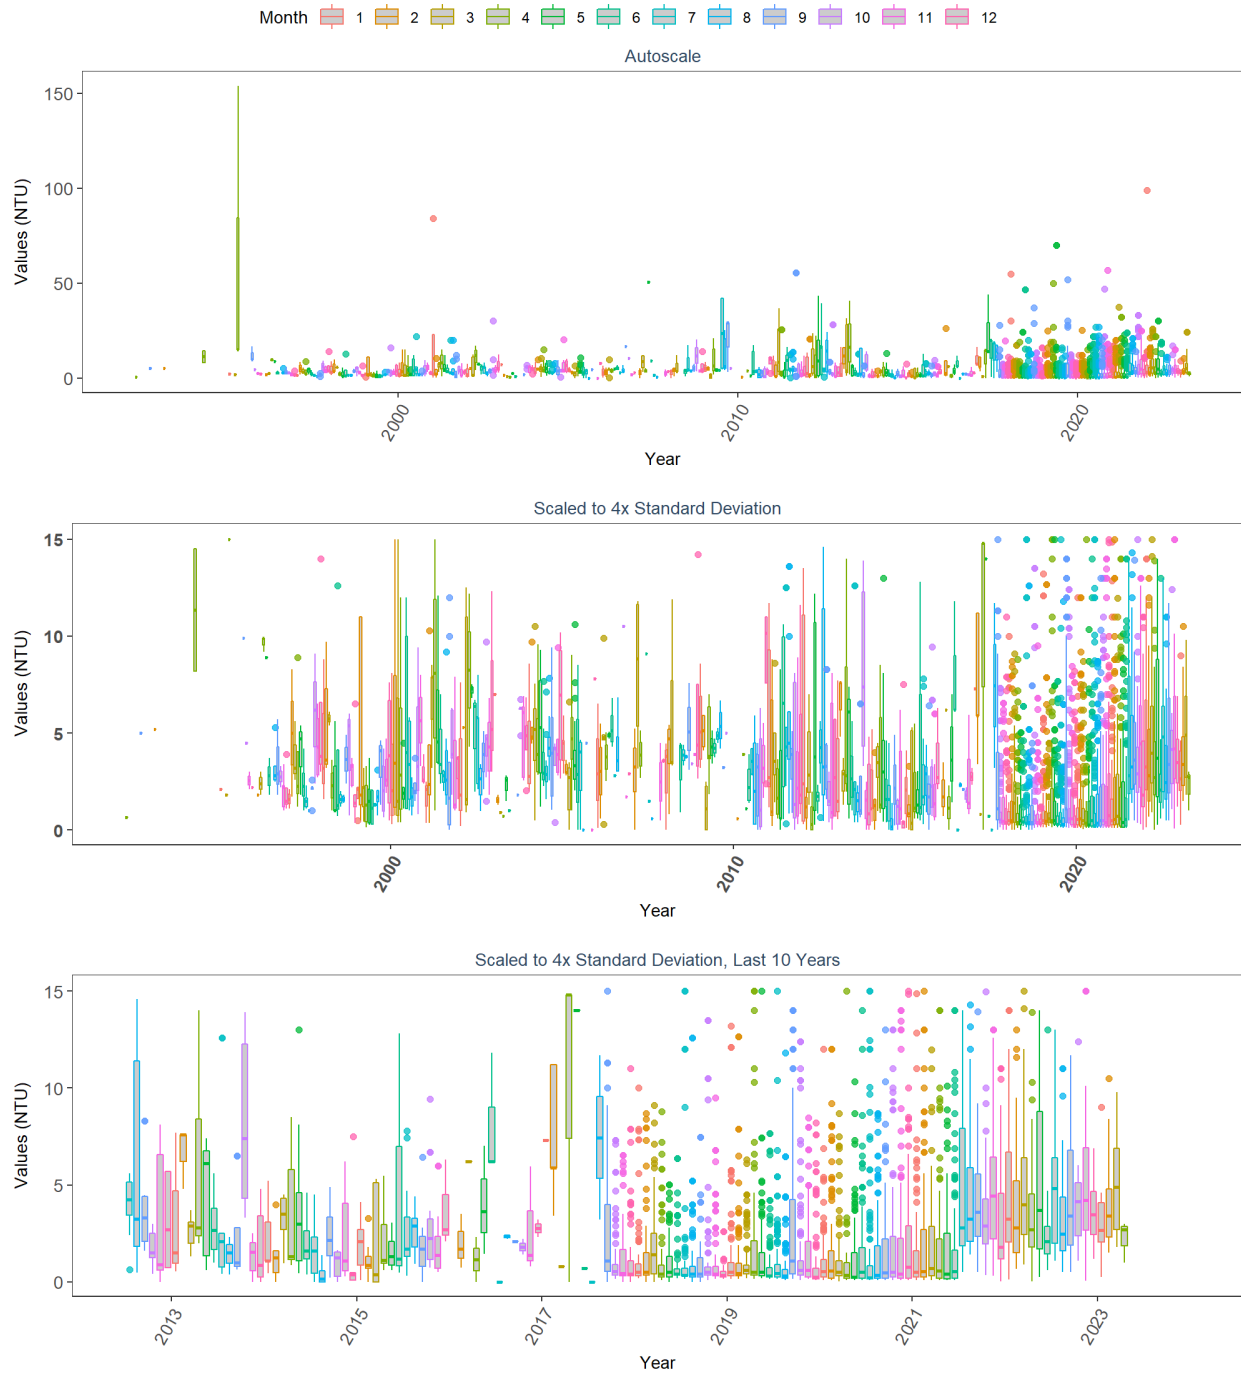 Month 1 2 3 4 5 6 7 8 9 10 11 12
Autoscale
Values (NTU)
150
100
50
0
2000 2010 2020
Year
Scaled to 4x Standard Deviation
Values (NTU)
15
10
5
0
2000 2010 2020
Year
Scaled to 4x Standard Deviation, Last 10 Years
Values (NTU)
15
10
5
0
2013 2015 2017 2019 2021 2023
Year